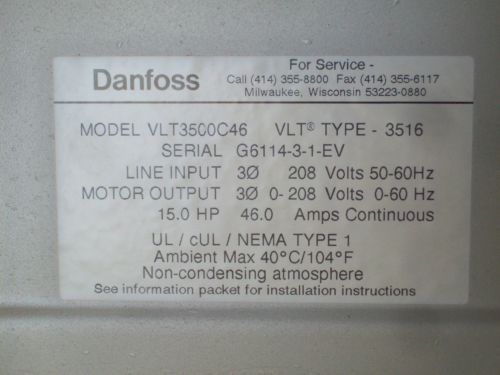 Danfoss
For Service -
Call (414) 355-8800 Fax (414) 355-6117
Milwaukee, Wisconsin 53223-0880
MODEL VLT3500C46 VLT® TYPE - 3516
SERIAL G6114-3-1-EV
LINE INPUT 3Ø 208 Volts 50-60Hz
MOTOR OUTPUT 3Ø 0-208 Volts 0-60 Hz
15.0 HP 46.0 Amps Continuous
UL / cUL / NEMA TYPE 1
Ambient Max 40°C/104°F
Non-condensing atmosphere
See information packet for installation instructions